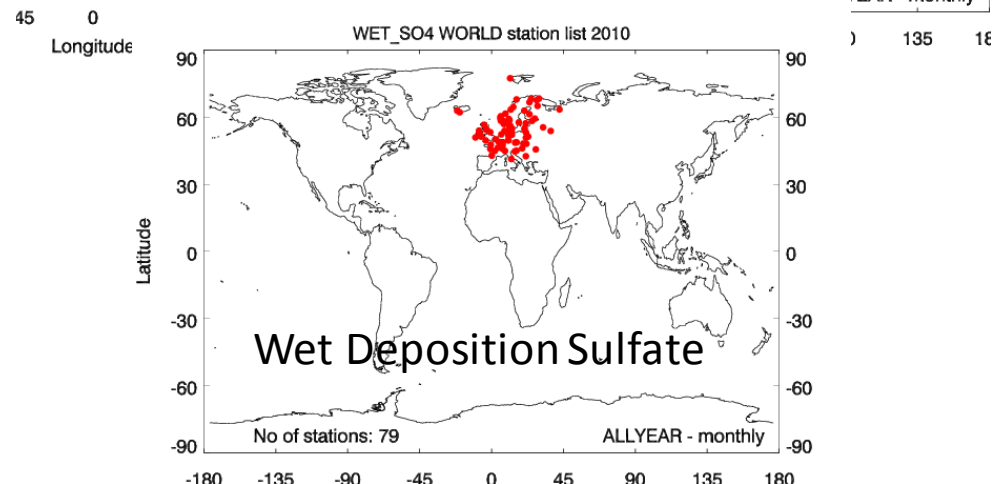 45 0
Longitude
135
WET_SO4 WORLD station list 2010
90 90
60 60
30 30
0 0
-30 -30
-60 -60
-90 -90
Latitude
Wet Deposition Sulfate
No of stations: 79 ALLYEAR - monthly
-180 -135 -90 -45 0 45 90 135 180